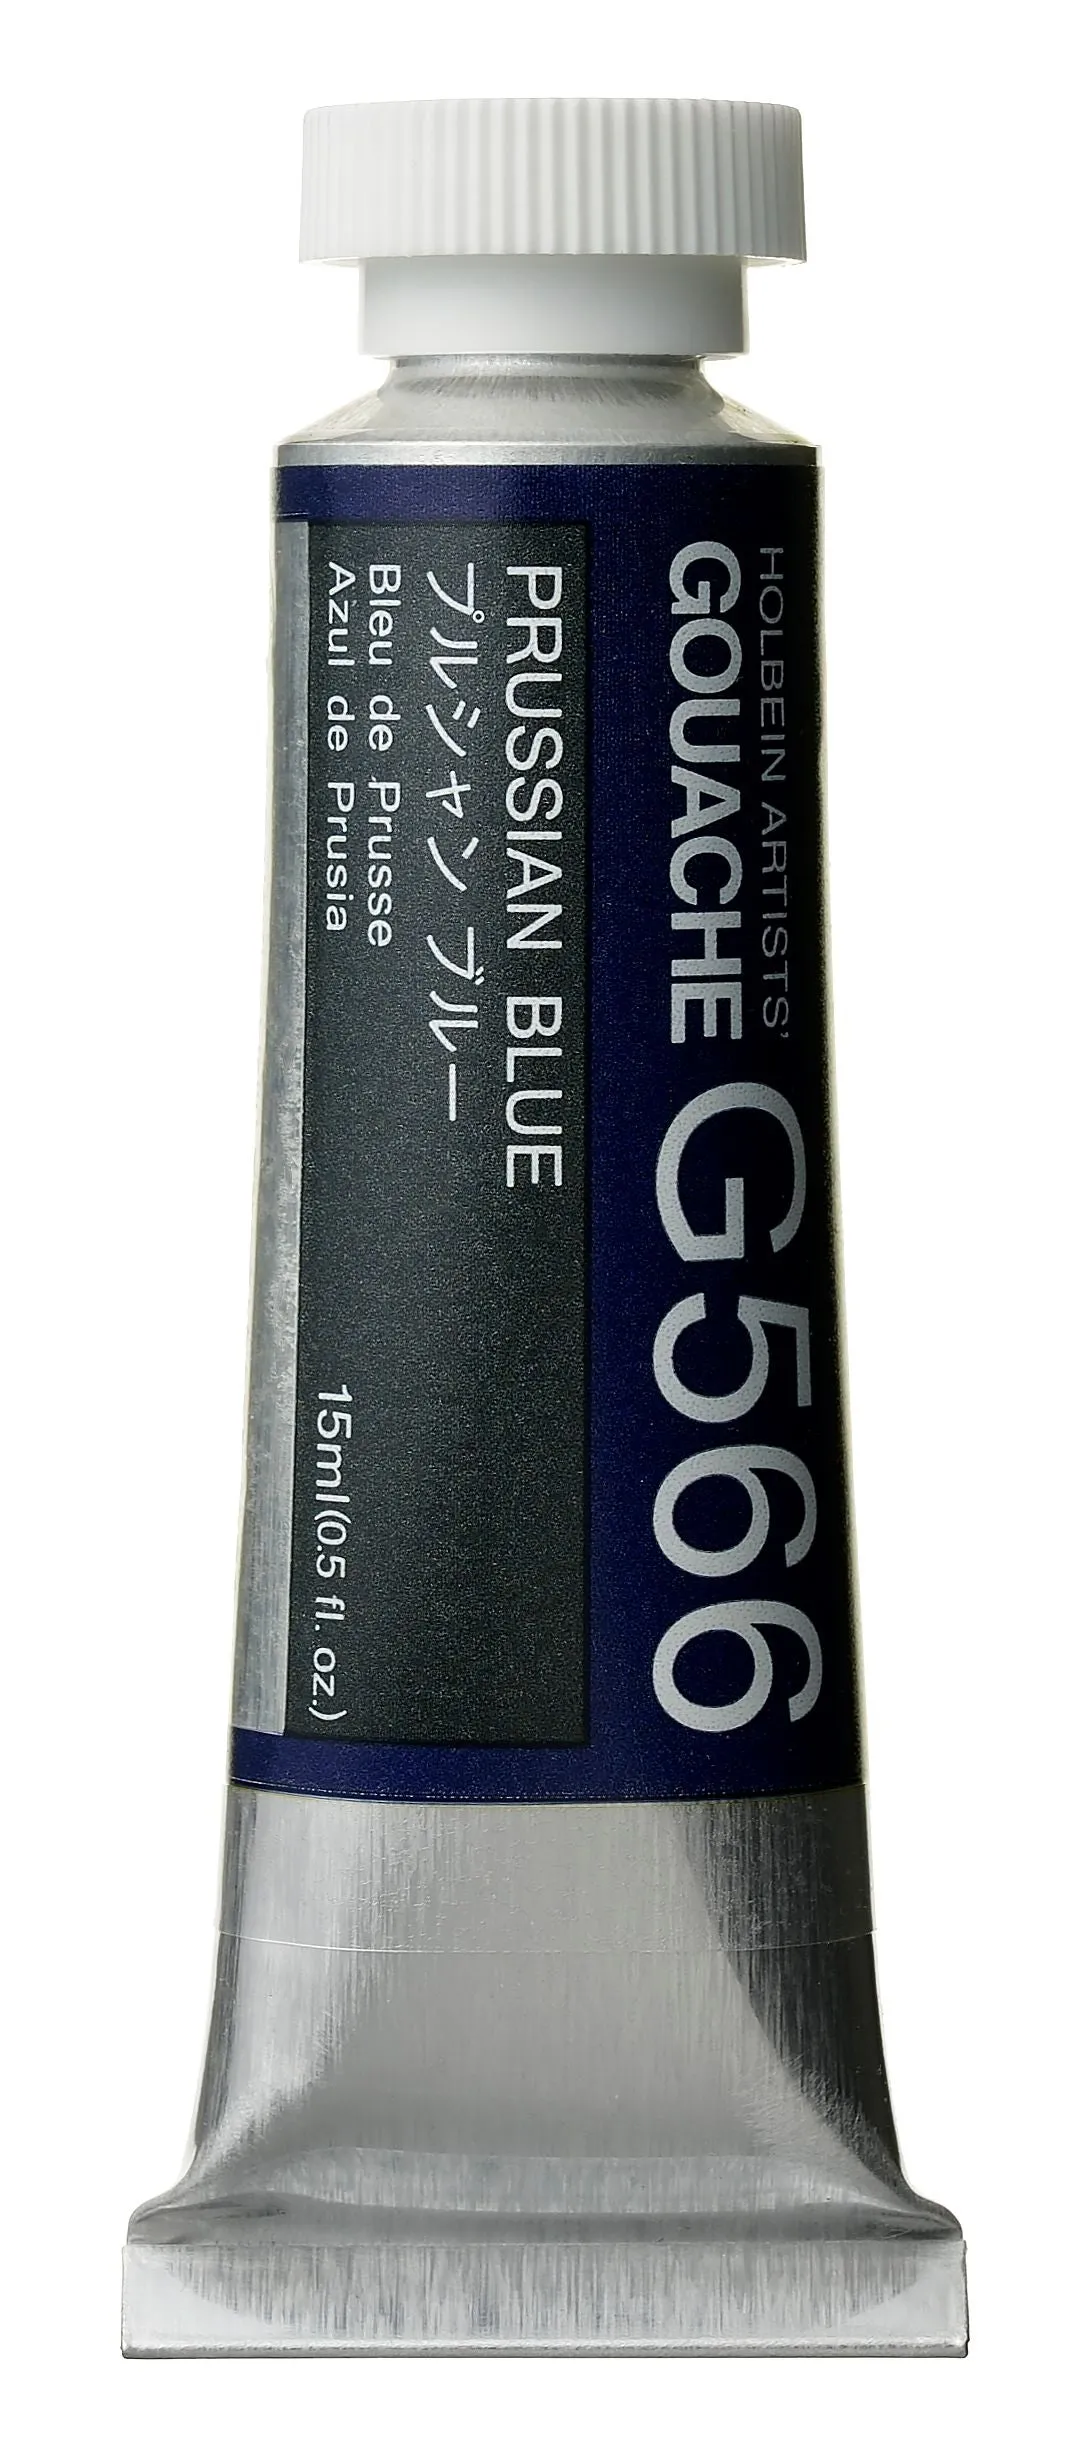 HOLBEIN ARTISTS'
GOUACHE G566
PRUSSIAN BLUE
プルシャン ブルー
Bleu de Prusse
Azul de Prusia
15ml(0.5 fl. oz.)